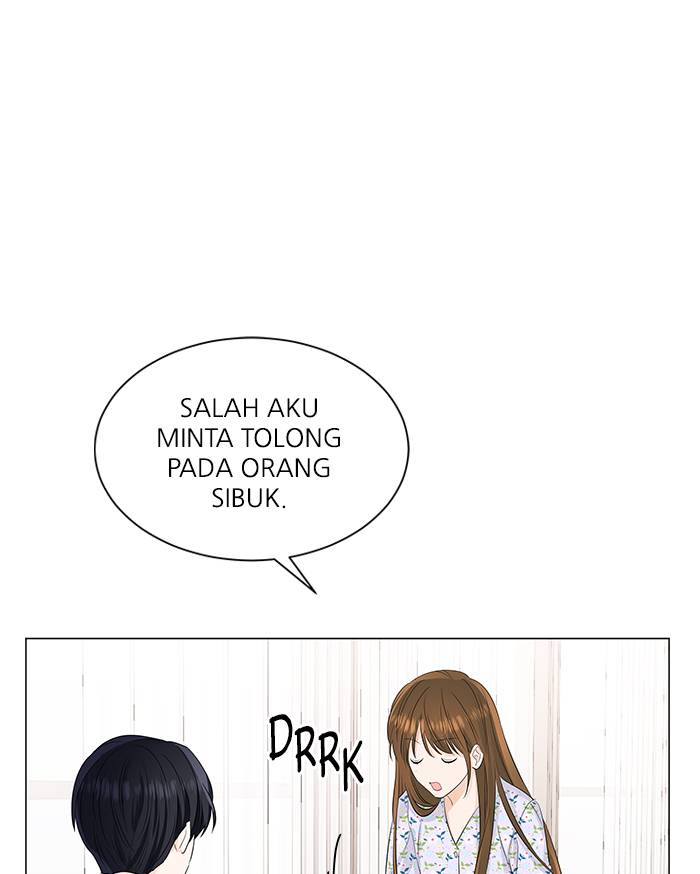 SALAH AKU
MINTA TOLONG
PADA ORANG
SIBUK.
DRRK